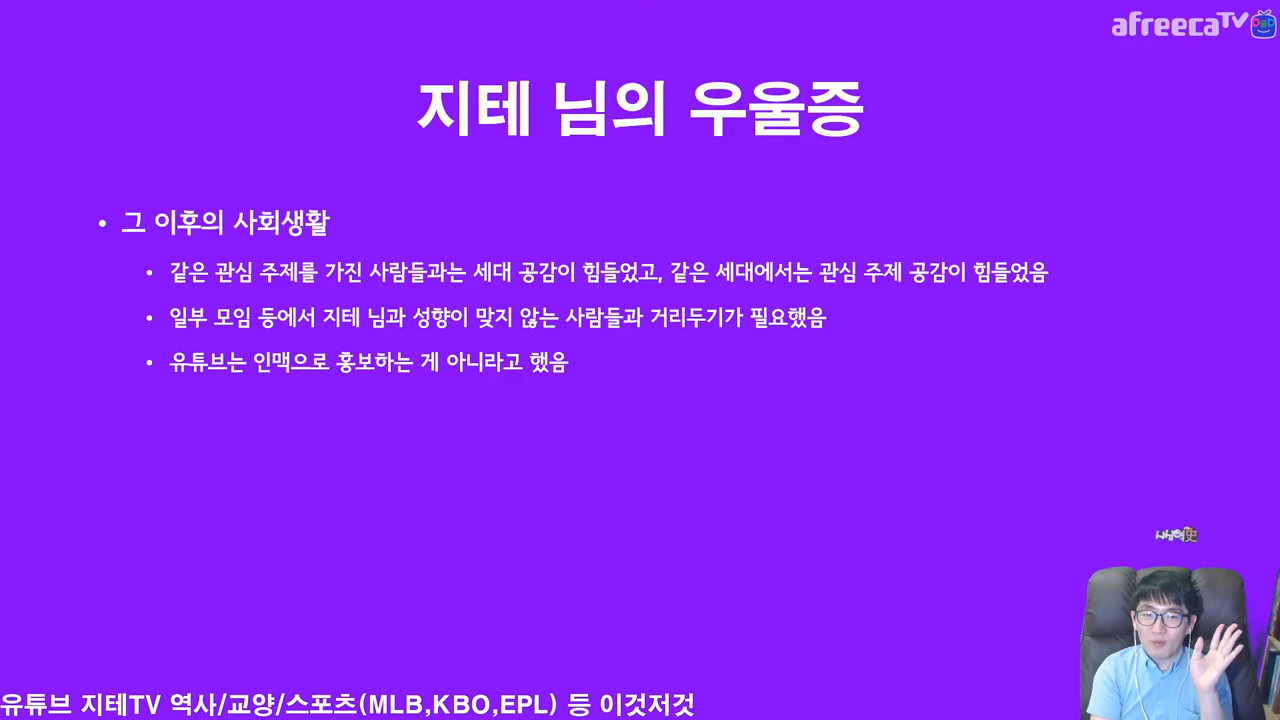 afreecaTV
지테 님의 우울증
• 그 이후의 사회생활
• 같은 관심 주제를 가진 사람들과는 세대 공감이 힘들었고, 같은 세대에서는 관심 주제 공감이 힘들었음
• 일부 모임 등에서 지테 님과 성향이 맞지 않는 사람들과 거리두기가 필요했음
• 유튜브는 인맥으로 홍보하는 게 아니라고 했음
유튜브 지테TV 역사/교양/스포츠(MLB,KBO,EPL) 등 이것저것